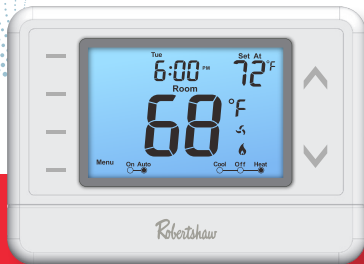 Tue Set At
6:00 PM 72°F
Room
68 °F
Menu On Auto Cool Off Heat
Robertshaw